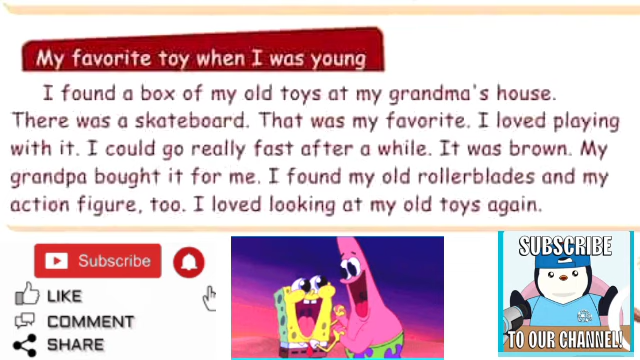 My favorite toy when I was young
I found a box of my old toys at my grandma's house.
There was a skateboard. That was my favorite. I loved playing
with it. I could go really fast after a while. It was brown. My
grandpa bought it for me. I found my old rollerblades and my
action figure, too. I loved looking at my old toys again.
Subscribe
LIKE
COMMENT
SHARE
SUBSCRIBE
TO OUR CHANNEL!